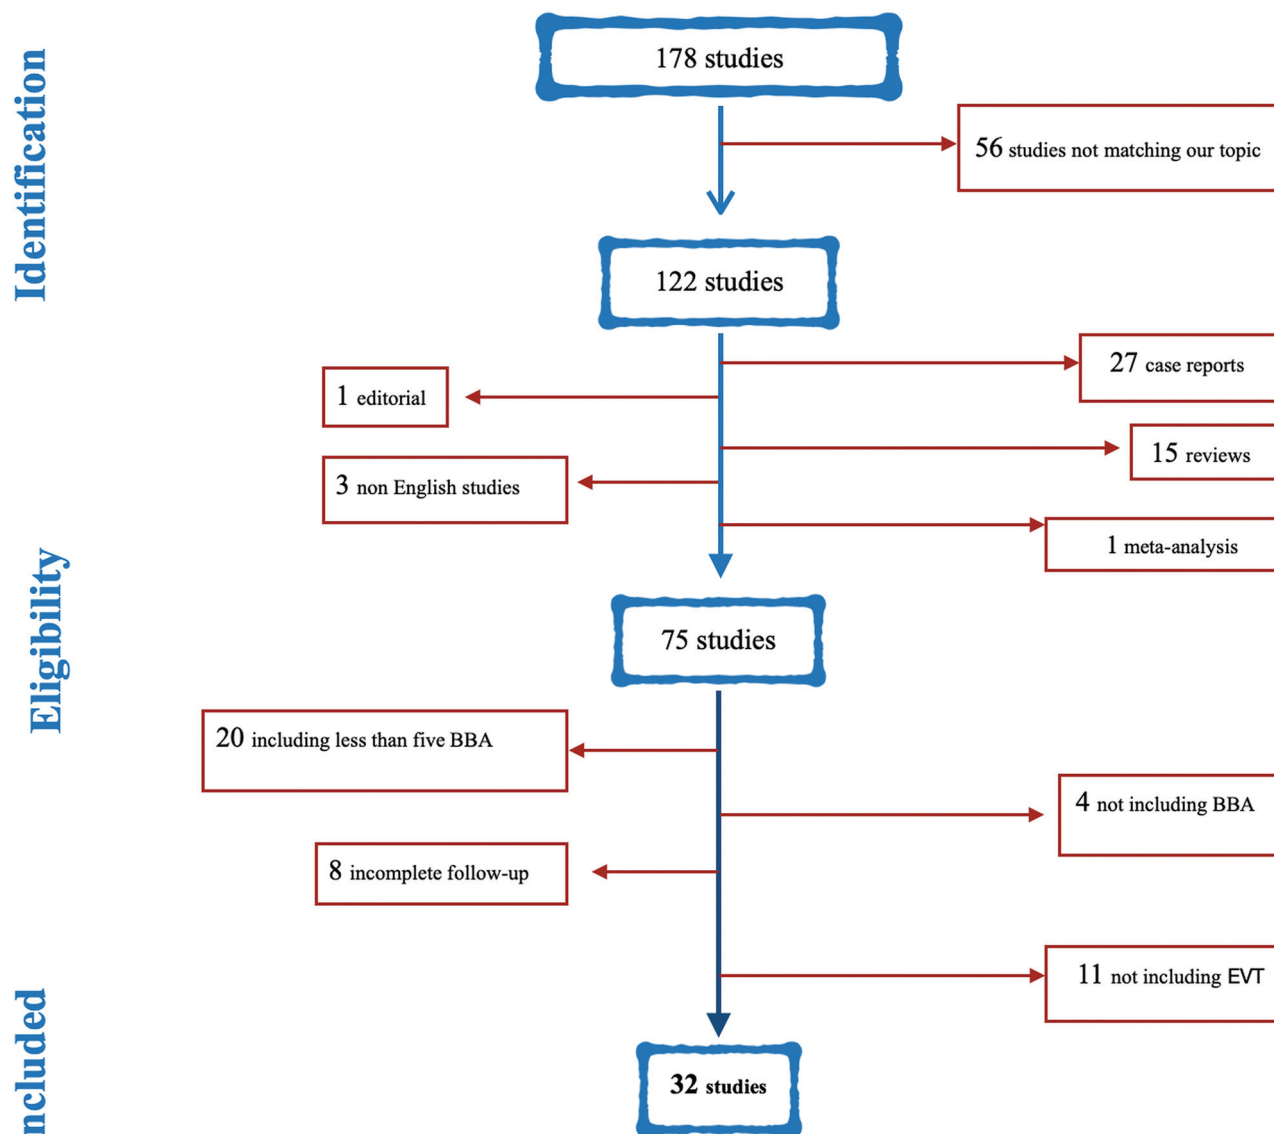 Identification
178 studies
56 studies not matching our topic
122 studies
27 case reports
1 editorial
15 reviews
3 non English studies
1 meta-analysis
Eligibility
75 studies
20 including less than five BBA
4 not including BBA
8 incomplete follow-up
11 not including EVT
ncluded
32 studies